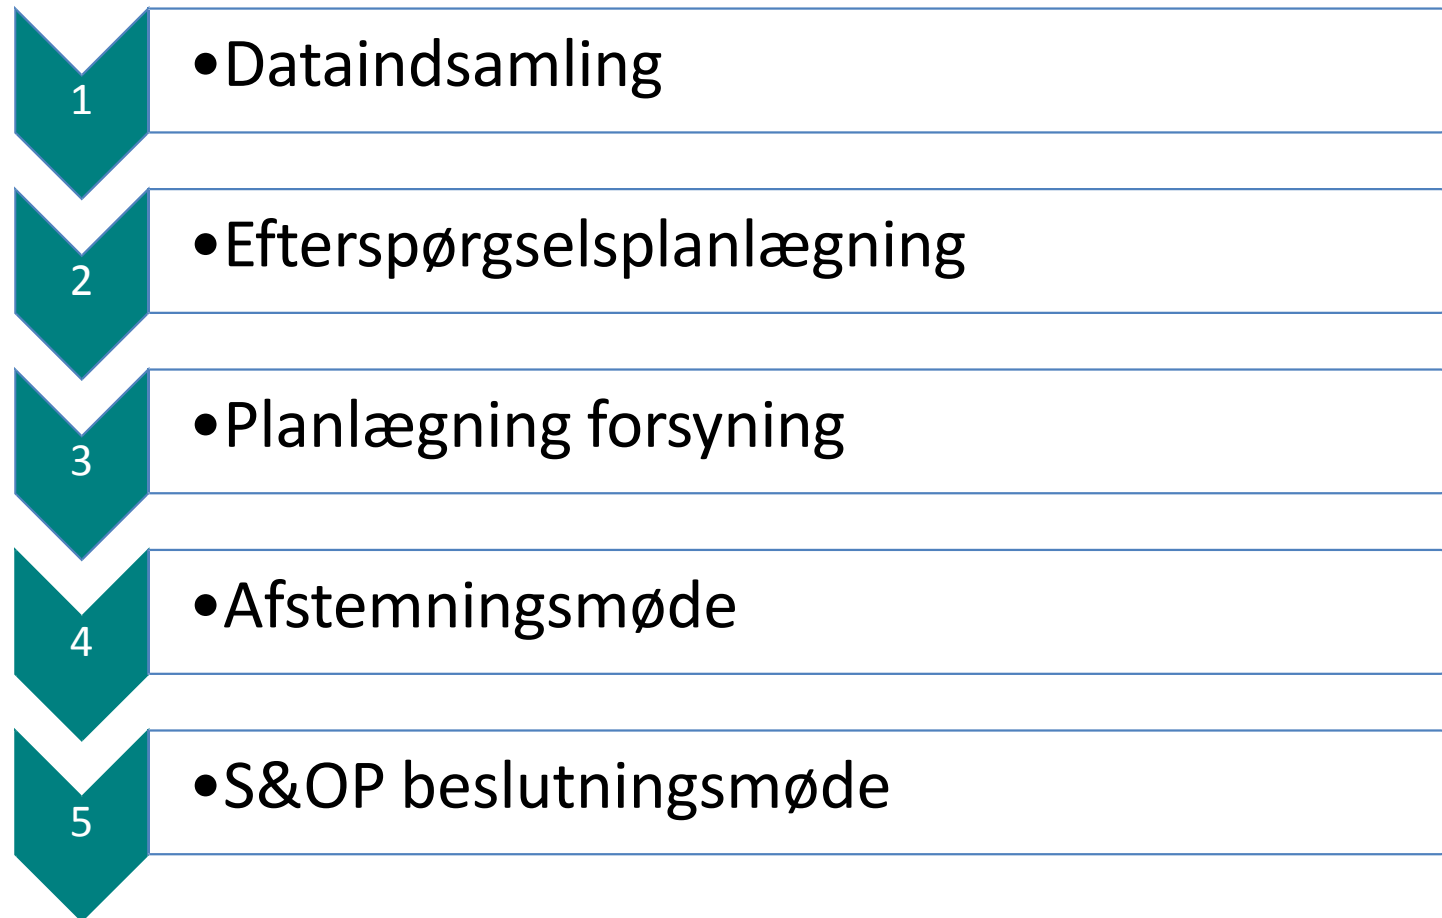 1
•Dataindsamling
2
•Efterspørgselsplanlægning
3
•Planlægning forsyning
4
•Afstemningsmøde
5
•S&OP beslutningsmøde